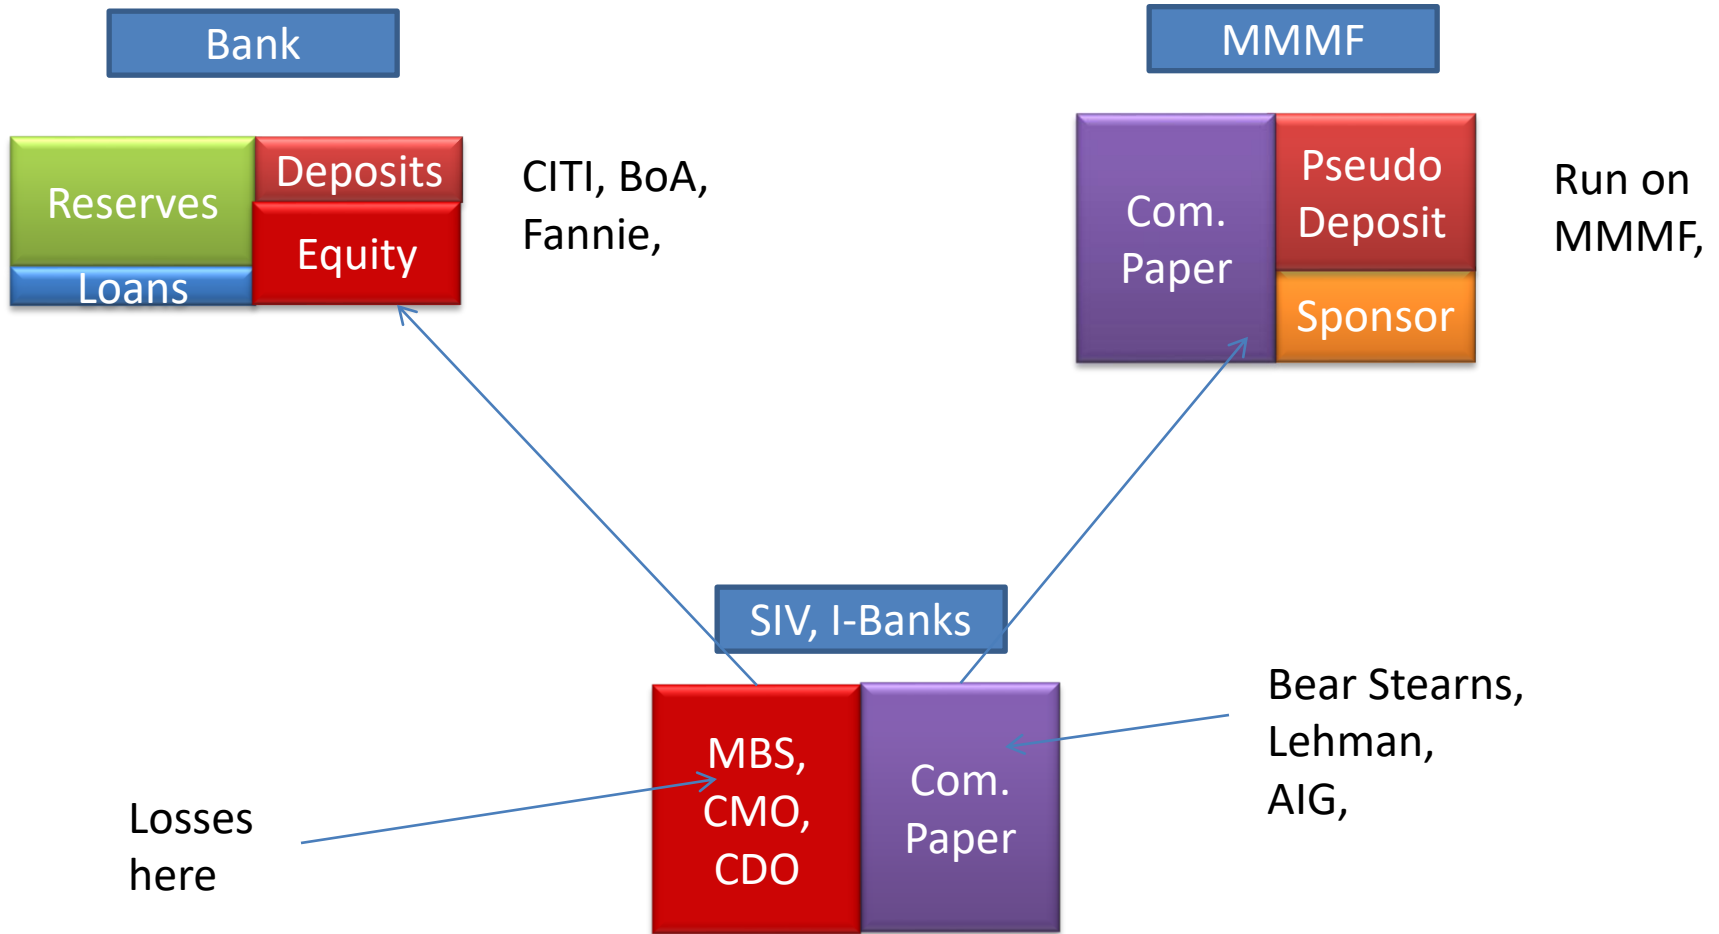 Bank
MMMF
Reserves
Loans
Deposits
Equity
CITI, BoA,
Fannie,
Com.
Paper
Pseudo
Deposit
Sponsor
Run on
MMMF,
SIV, I-Banks
MBS,
CMO,
CDO
Com.
Paper
Bear Stearns,
Lehman,
AIG,
Losses
here